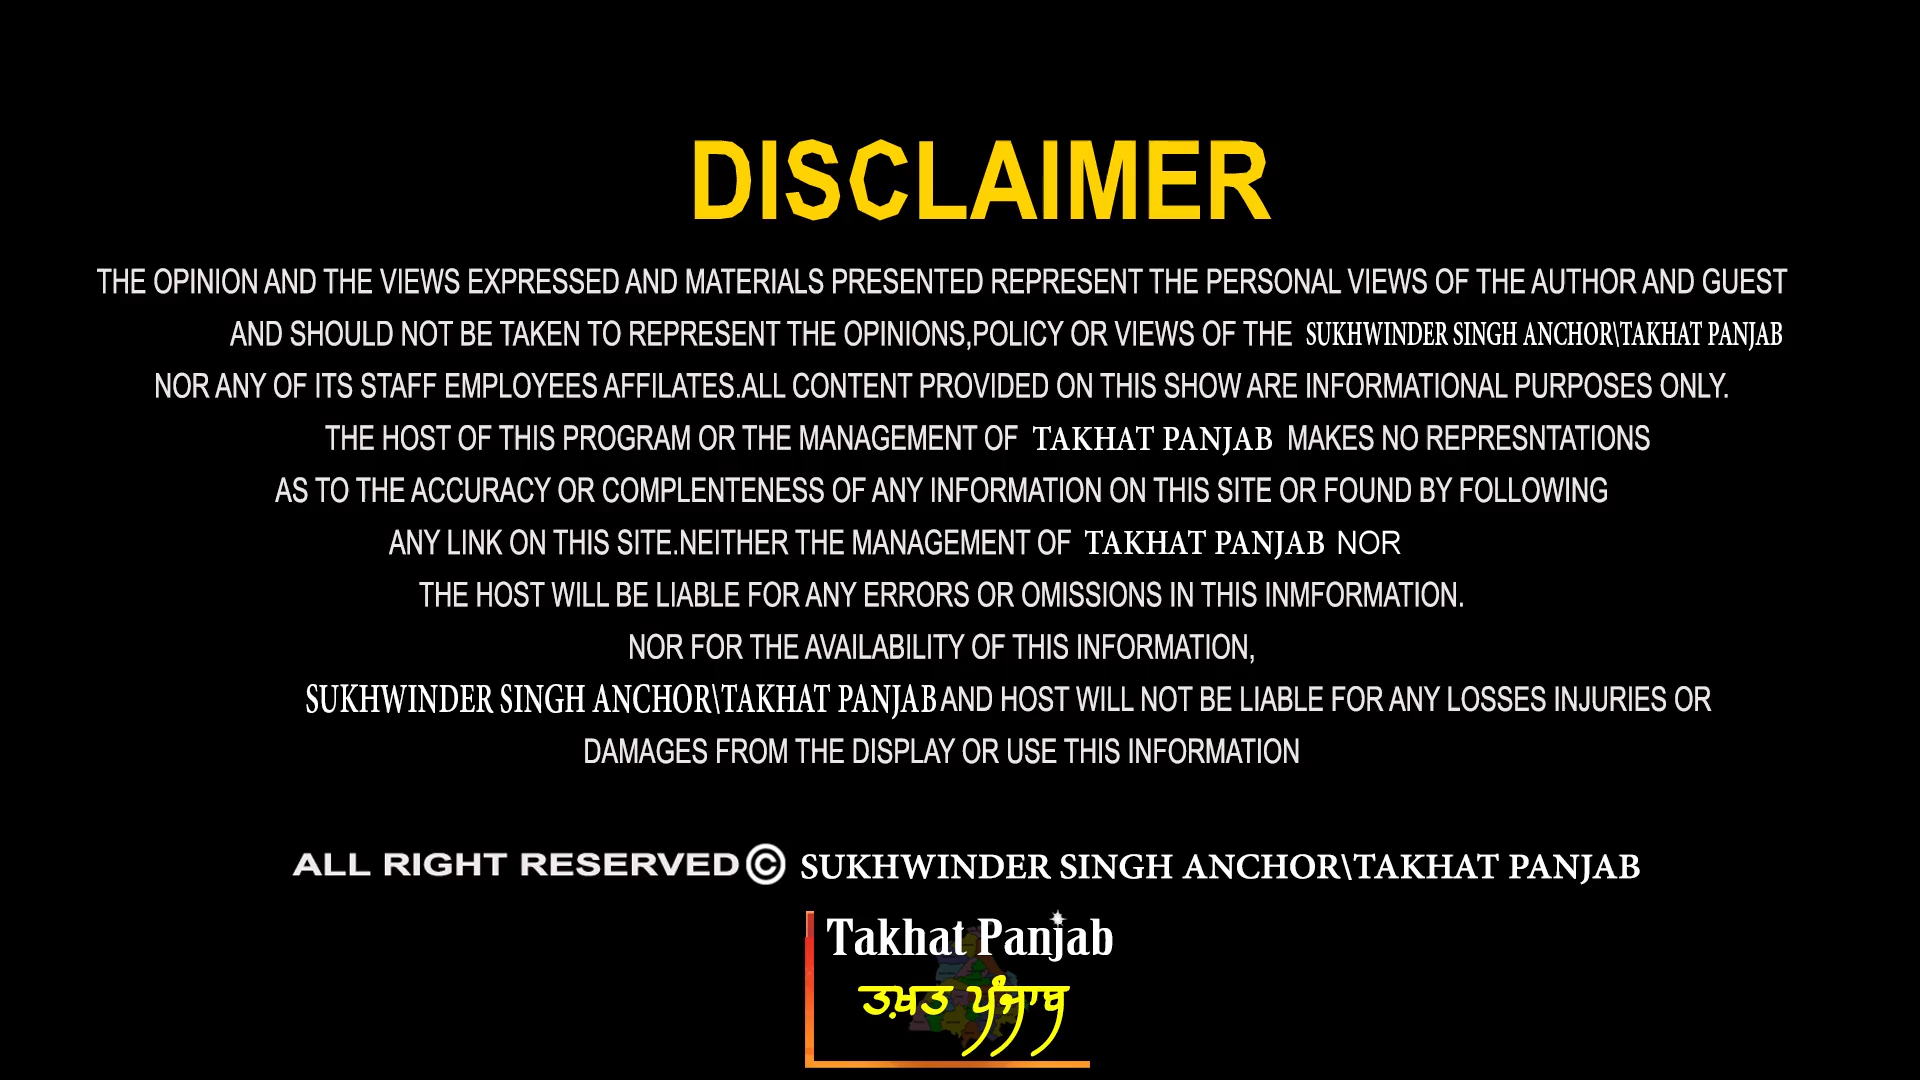 DISCLAIMER
THE OPINION AND THE VIEWS EXPRESSED AND MATERIALS PRESENTED REPRESENT THE PERSONAL VIEWS OF THE AUTHOR AND GUEST
AND SHOULD NOT BE TAKEN TO REPRESENT THE OPINIONS,POLICY OR VIEWS OF THE SUKHWINDER SINGH ANCHOR\TAKHAT PANJAB
NOR ANY OF ITS STAFF EMPLOYEES AFFILATES.ALL CONTENT PROVIDED ON THIS SHOW ARE INFORMATIONAL PURPOSES ONLY.
THE HOST OF THIS PROGRAM OR THE MANAGEMENT OF TAKHAT PANJAB MAKES NO REPRESNTATIONS
AS TO THE ACCURACY OR COMPLENTENESS OF ANY INFORMATION ON THIS SITE OR FOUND BY FOLLOWING
ANY LINK ON THIS SITE.NEITHER THE MANAGEMENT OF TAKHAT PANJAB NOR
THE HOST WILL BE LIABLE FOR ANY ERRORS OR OMISSIONS IN THIS INMFORMATION.
NOR FOR THE AVAILABILITY OF THIS INFORMATION,
SUKHWINDER SINGH ANCHOR\TAKHAT PANJAB AND HOST WILL NOT BE LIABLE FOR ANY LOSSES INJURIES OR
DAMAGES FROM THE DISPLAY OR USE THIS INFORMATION
ALL RIGHT RESERVED © SUKHWINDER SINGH ANCHOR\TAKHAT PANJAB
Takhat Panjab
ਤਖ਼ਤ ਪੰਜਾਬ